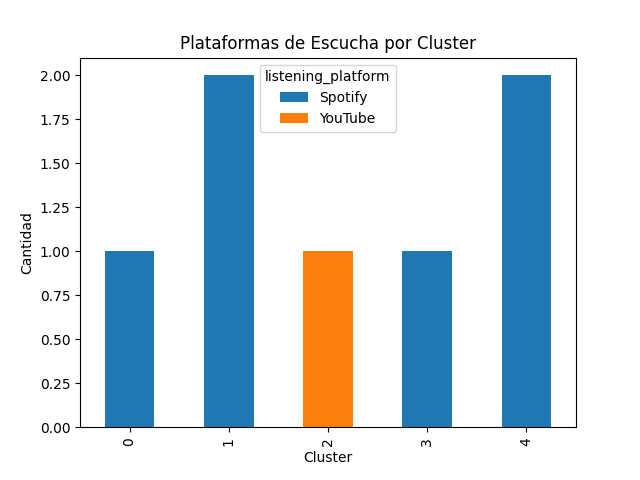 Plataformas de Escucha por Cluster
listening_platform
Spotify
YouTube
2.00
1.75
1.50
1.25
1.00
0.75
0.50
0.25
0.00
Cantidad
0
1
2
3
4
Cluster